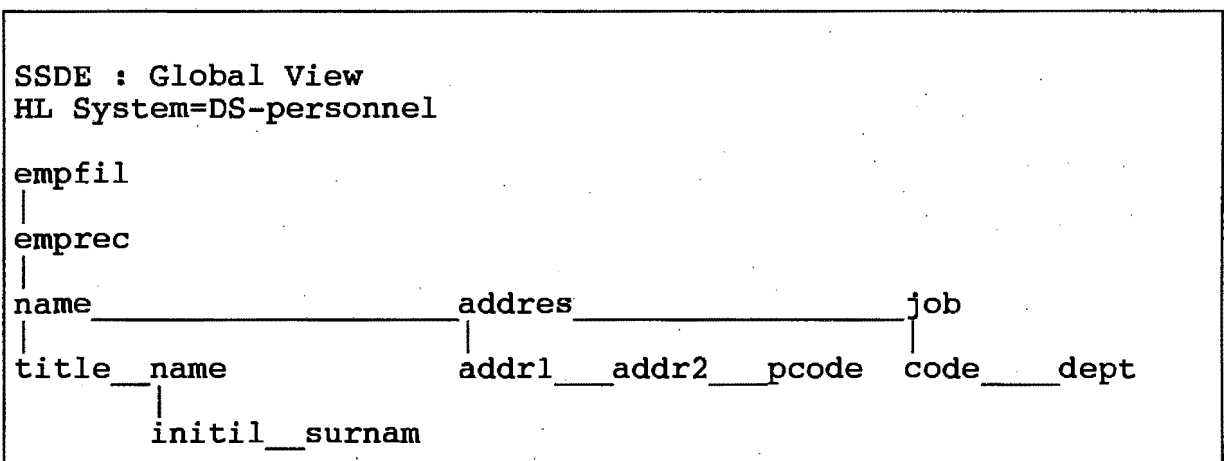 SSDE : Global View
HL System=DS-personnel
empfil
emprec
name addres job
title name addr1 addr2 pcode code dept
initil surnam